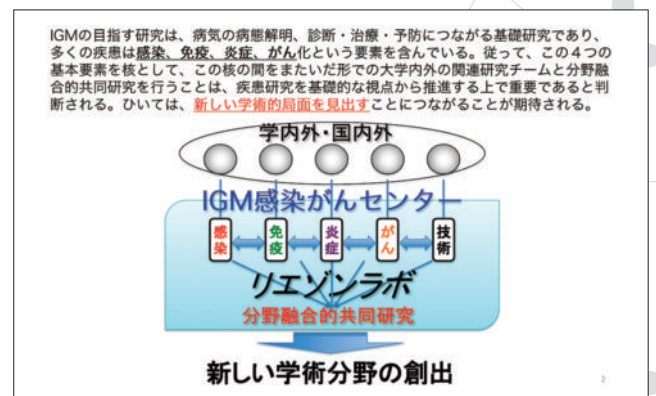 IGMの目指す研究は、病気の病態解明、診断・治療・予防につながる基礎研究であり、
多くの疾患は感染、免疫、炎症、がん化という要素を含んでいる。従って、この４つの
基本要素を核として、この核の間をまたいだ形での大学内外の関連研究チームと分野融
合的共同研究を行うことは、疾患研究を基礎的な視点から推進する上で重要であると判
断される。ひいては、新しい学術的局面を見出すことにつながることが期待される。
学内外・国内外
IGM感染がんセンター
感染
免疫
炎症
がん
技術
リエゾンラボ
分野融合的共同研究
新しい学術分野の創出
2